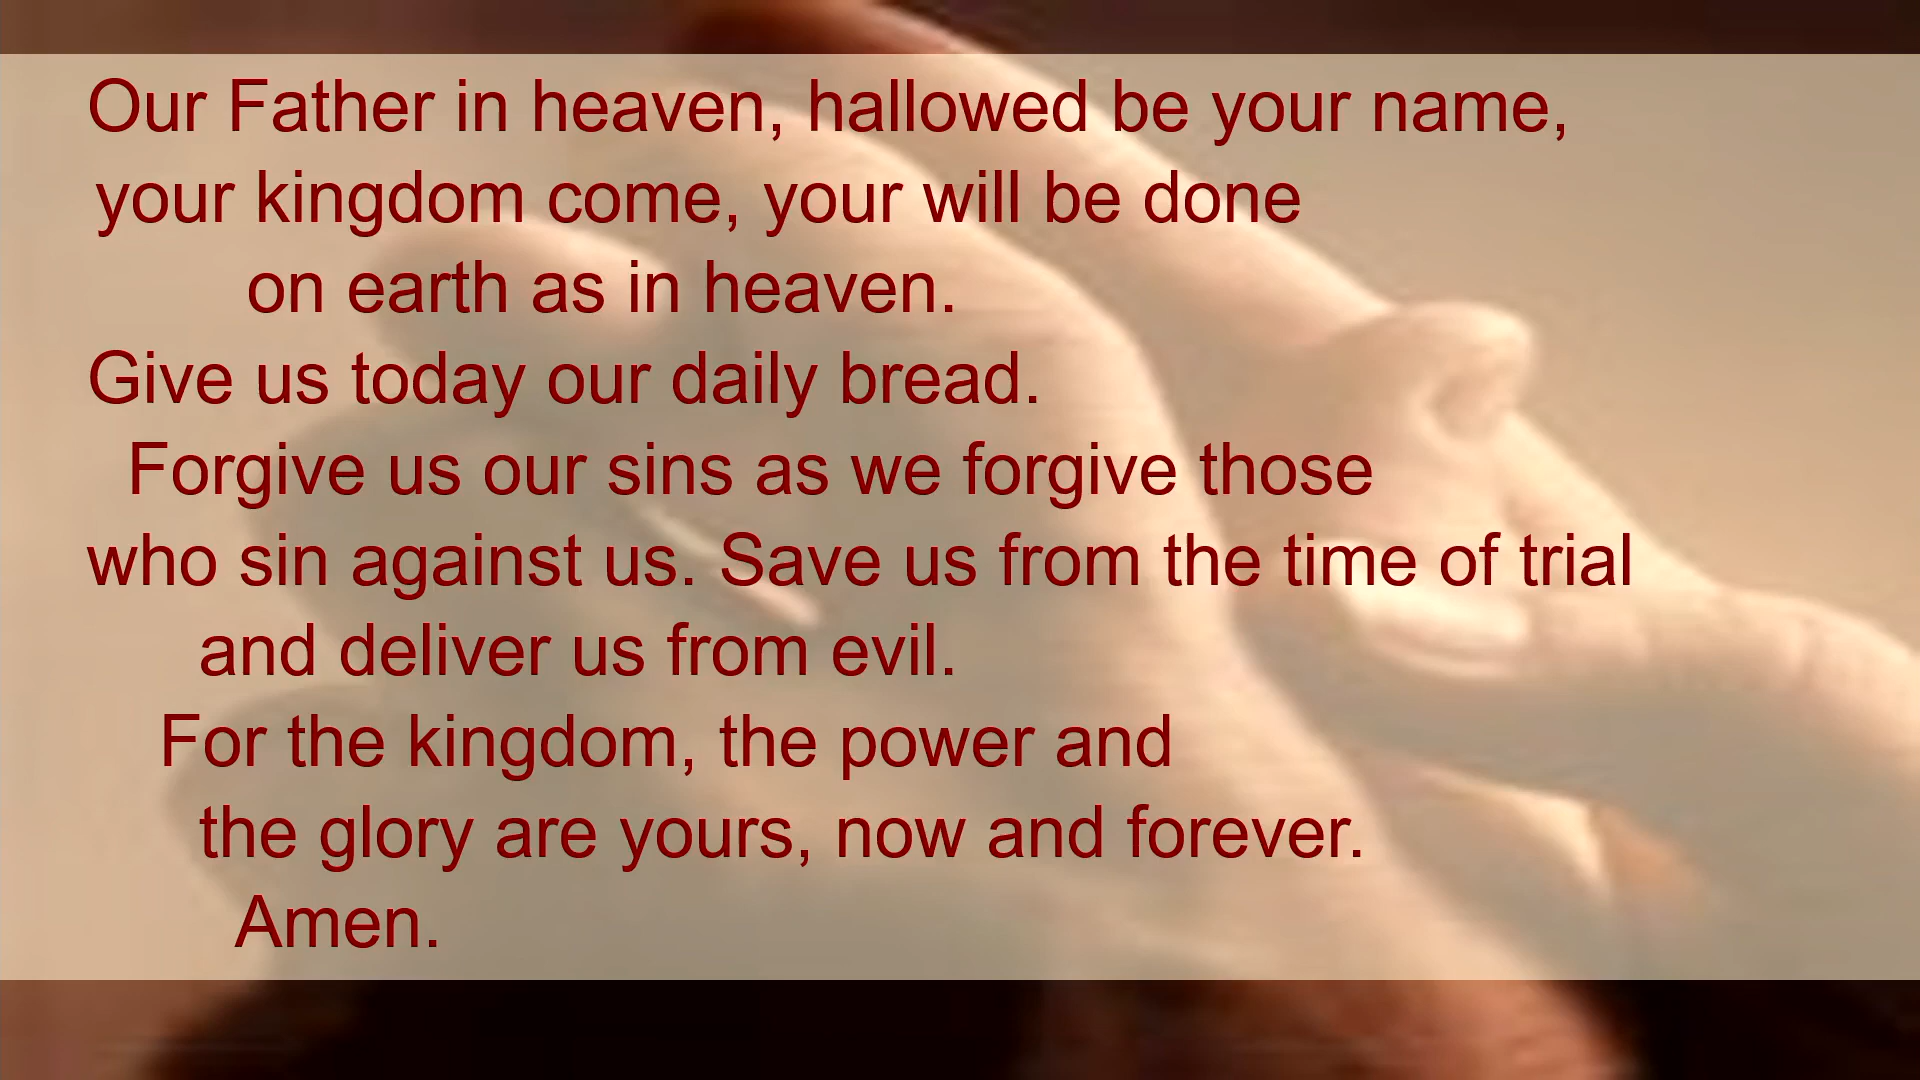 Our Father in heaven, hallowed be your name,
your kingdom come, your will be done
on earth as in heaven.
Give us today our daily bread.
Forgive us our sins as we forgive those
who sin against us. Save us from the time of trial
and deliver us from evil.
For the kingdom, the power and
the glory are yours, now and forever.
Amen.